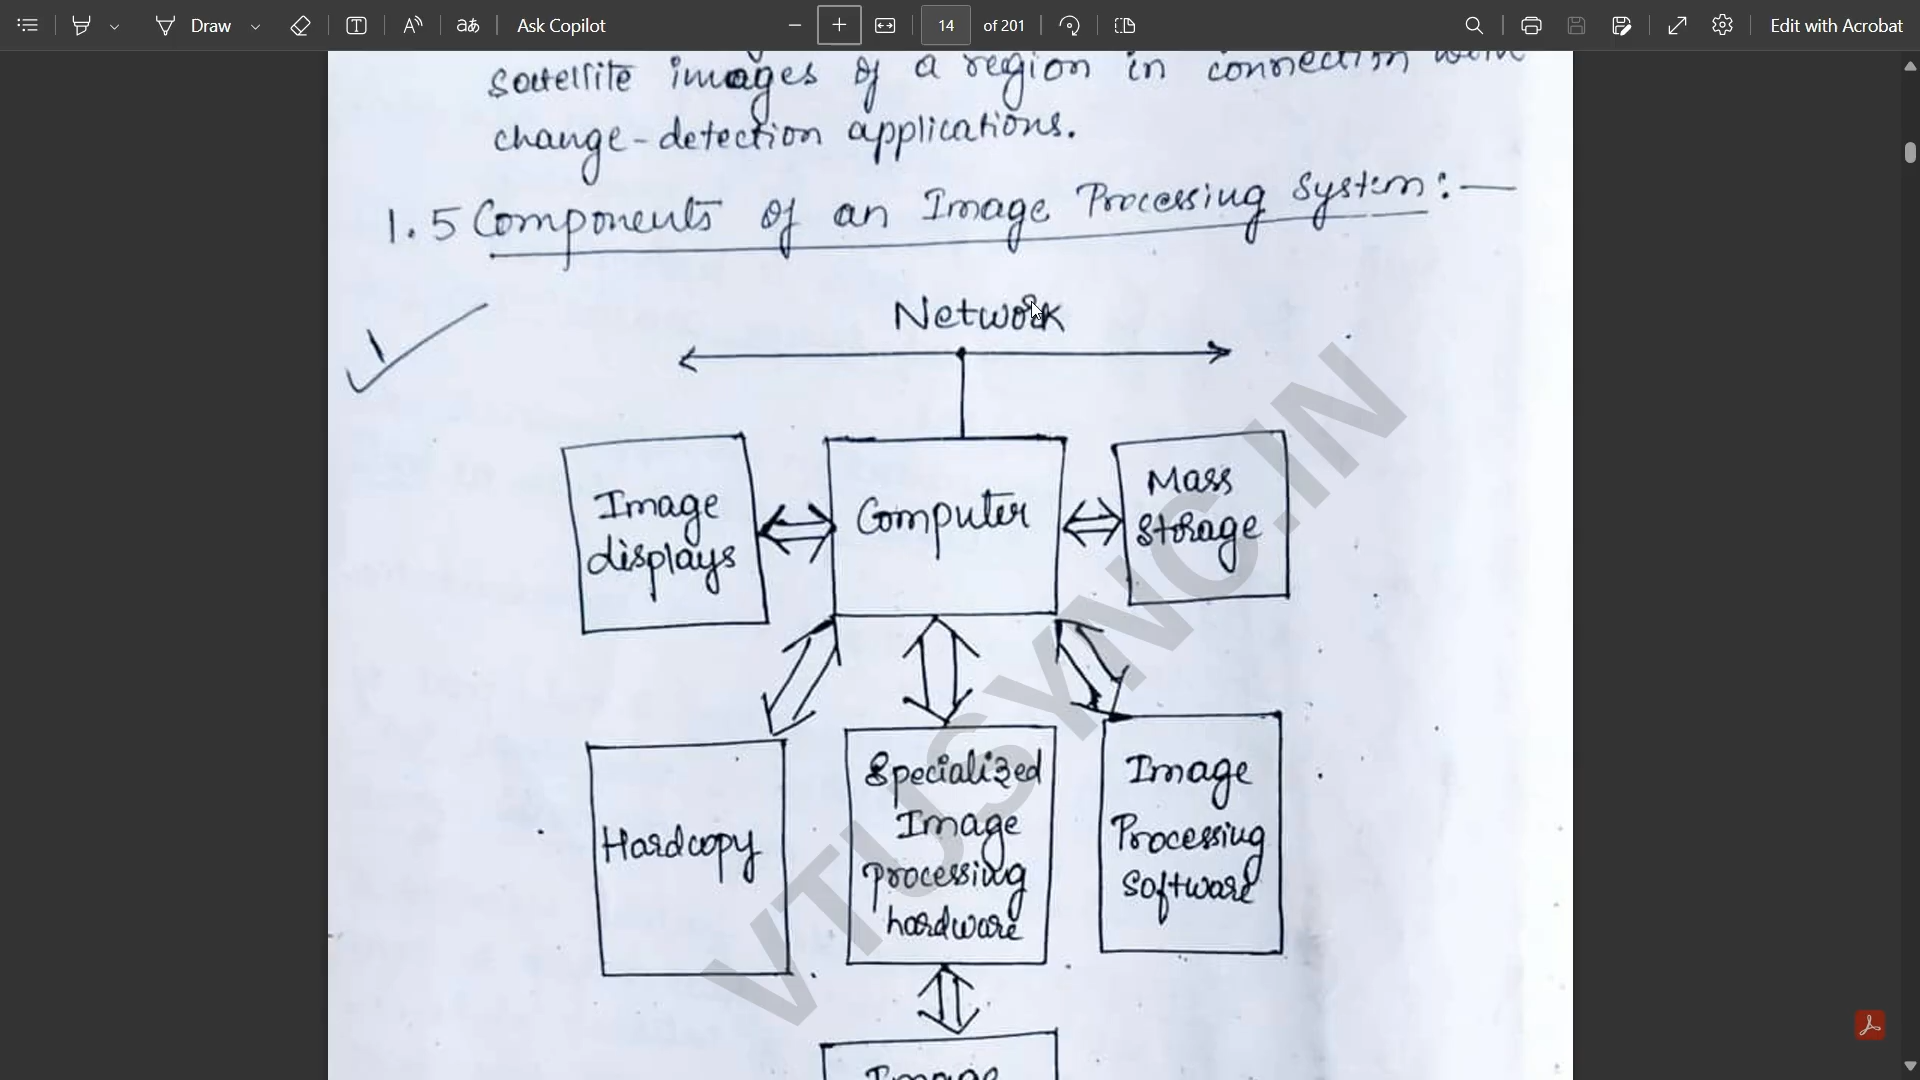 Draw
Ask Copilot
14 of 201
Edit with Acrobat
satellite images of a region in connection with
change-detection applications.
1.5 Components of an Image Processing System:—
Network
Image
displays
Computer
Mass
Storage
Hardcopy
Specialized
Image
processing
hardware
Image
Processing
Software
Image
VTUSYNC.IN